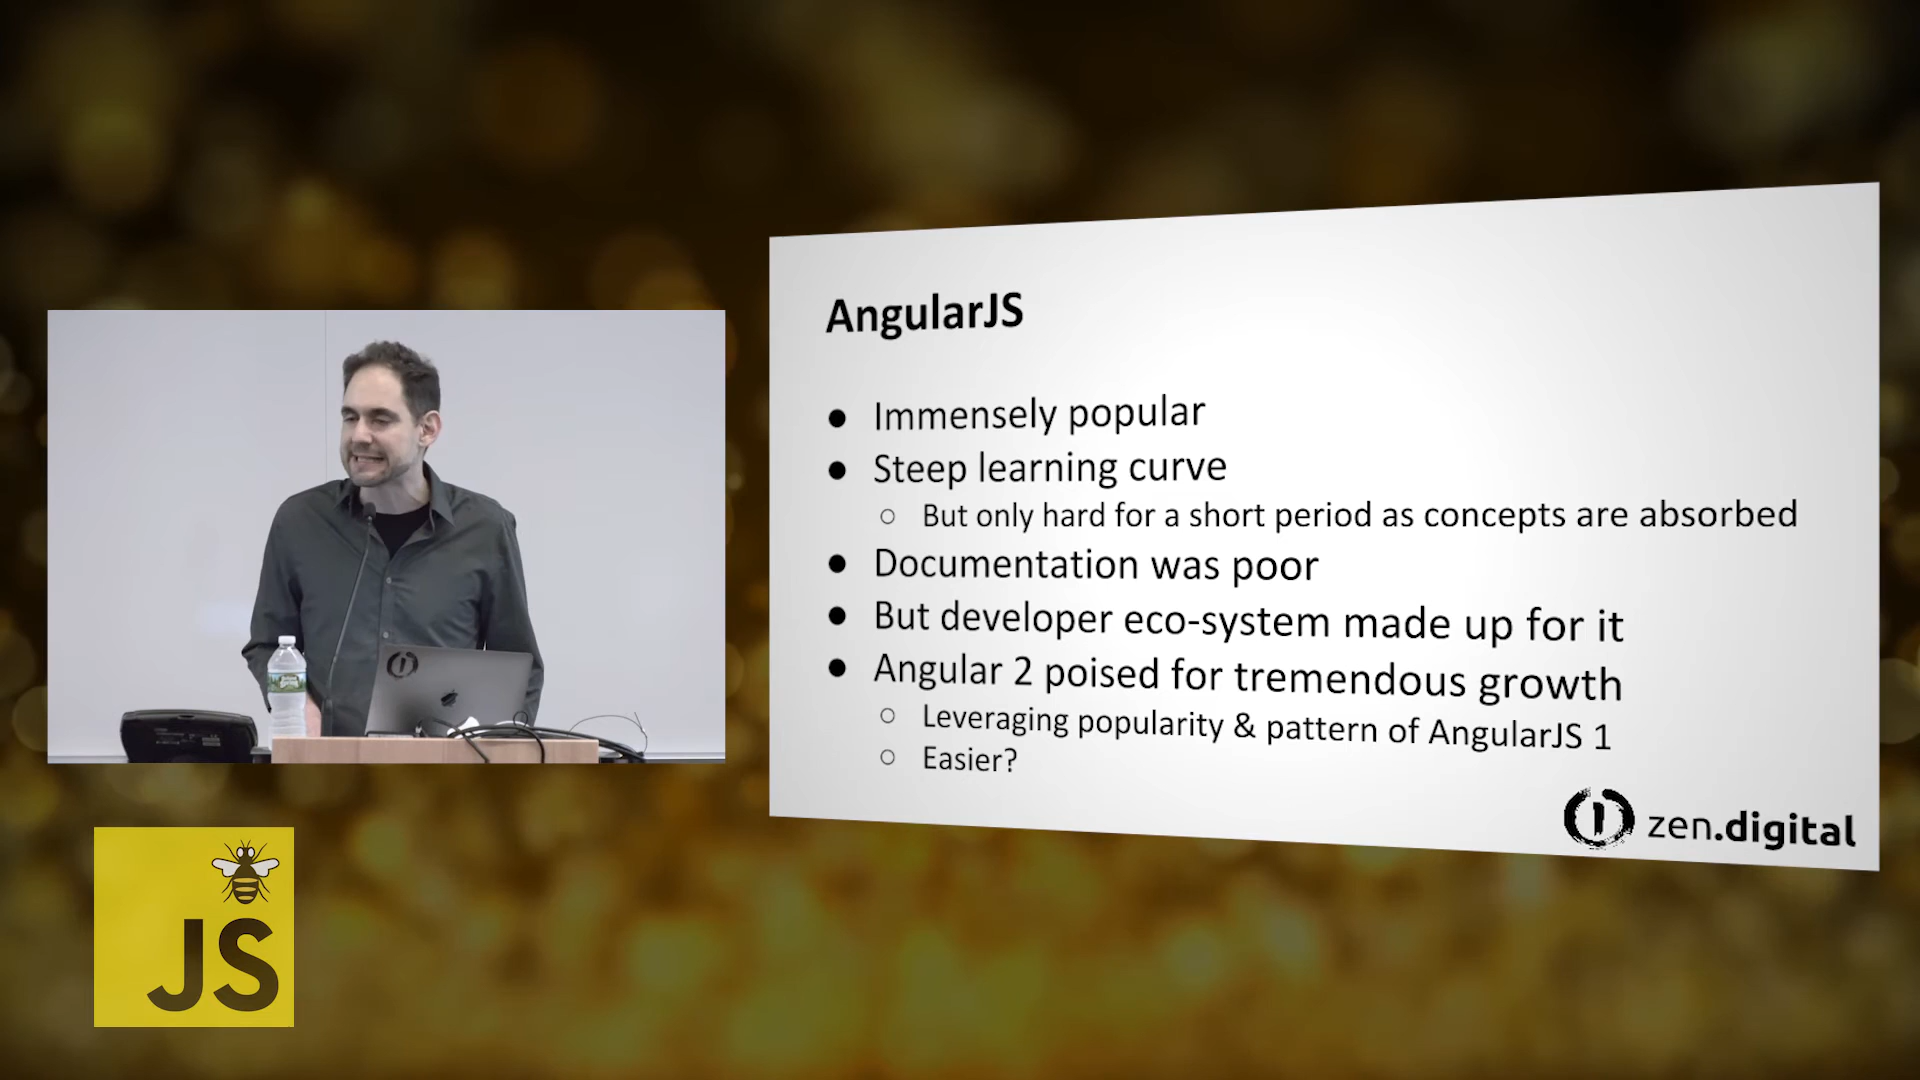 AngularJS
● Immensely popular
● Steep learning curve
○ But only hard for a short period as concepts are absorbed
● Documentation was poor
● But developer eco-system made up for it
● Angular 2 poised for tremendous growth
○ Leveraging popularity & pattern of AngularJS 1
○ Easier?
zen.digital
JS